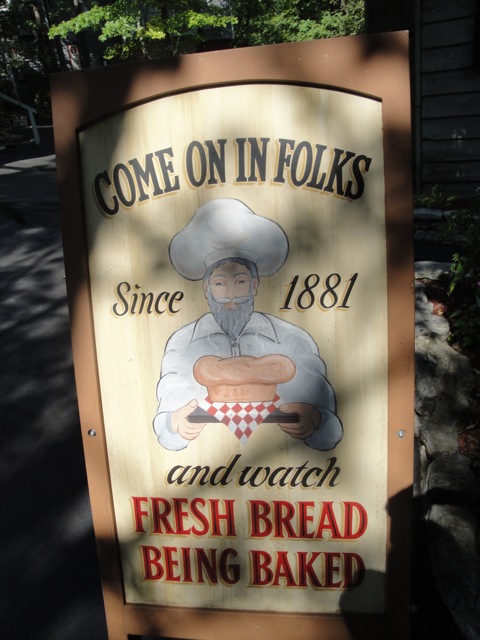 COME ON IN FOLKS
Since 1881
and watch
FRESH BREAD
BEING BAKED